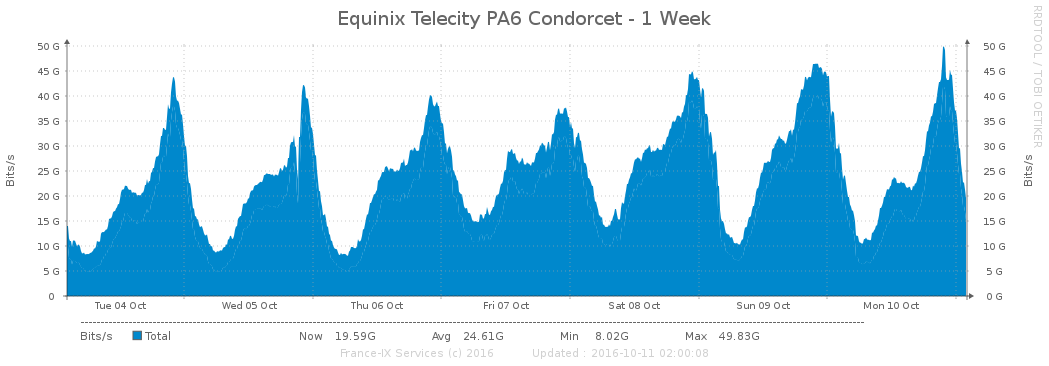 Equinix Telecity PA6 Condorcet - 1 Week
RRDTOOL / TOBI OETIKER
Bits/s
50 G 50 G
45 G 45 G
40 G 40 G
35 G 35 G
30 G 30 G
25 G 25 G
20 G 20 G
15 G 15 G
10 G 10 G
5 G 5 G
0 0 G
Bits/s
Tue 04 Oct Wed 05 Oct Thu 06 Oct Fri 07 Oct Sat 08 Oct Sun 09 Oct Mon 10 Oct
Bits/s Total Now 19.59G Avg 24.61G Min 8.02G Max 49.83G
France-IX Services (c) 2016 Updated : 2016-10-11 02:00:08